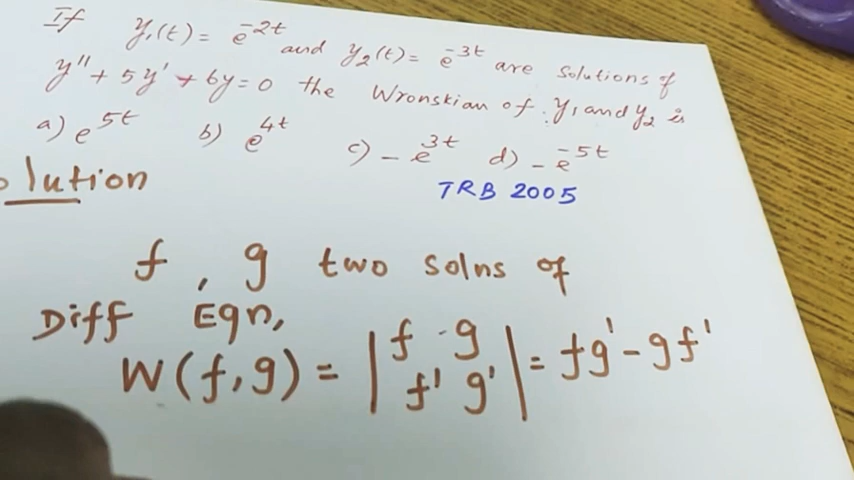 If y₁(t) = e^{-2t} and y₂(t) = e^{-3t} are solutions of
y'' + 5y' + 6y = 0 the Wronskian of y₁ and y₂ is
a) e^{5t} b) e^{4t} c) - e^{3t} d) - e^{-5t}
TRB 2005
olution
f , g two solns of
Diff Eqn,
W(f,g) = | f g | = fg' - gf'
| f' g' |